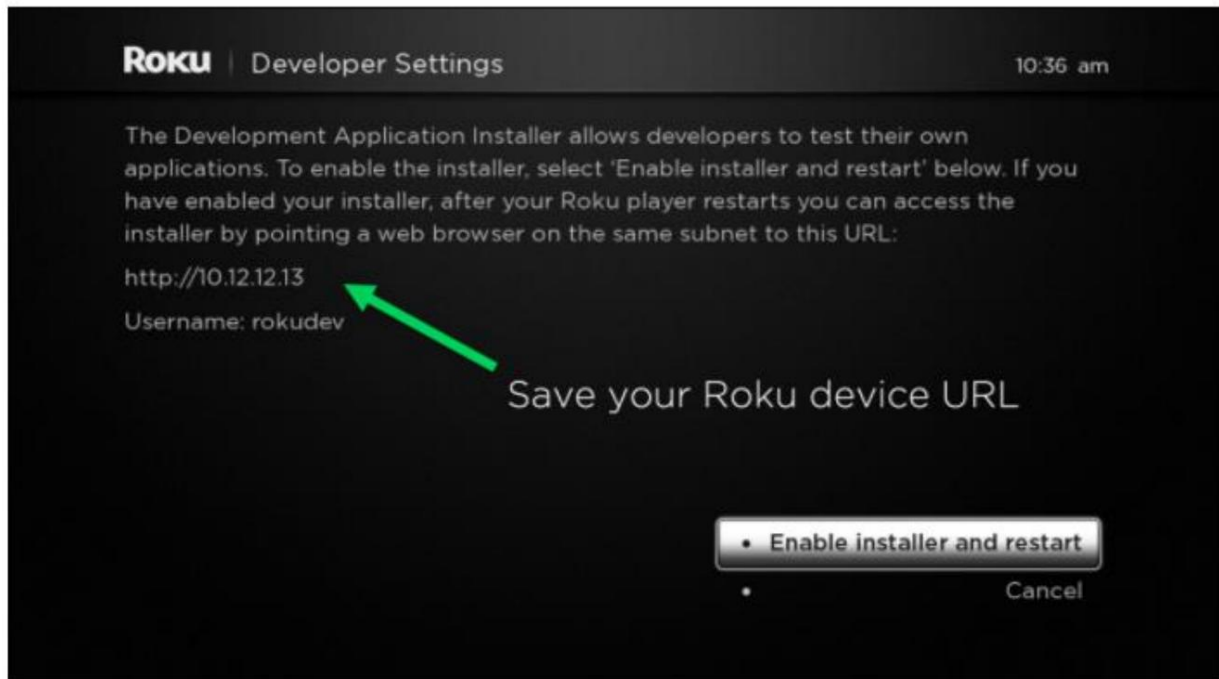 ROKU | Developer Settings 10:36 am
The Development Application Installer allows developers to test their own
applications. To enable the installer, select ‘Enable installer and restart’ below. If you
have enabled your installer, after your Roku player restarts you can access the
installer by pointing a web browser on the same subnet to this URL:
http://10.12.12.13
Username: rokudev
Save your Roku device URL
• Enable installer and restart
• Cancel